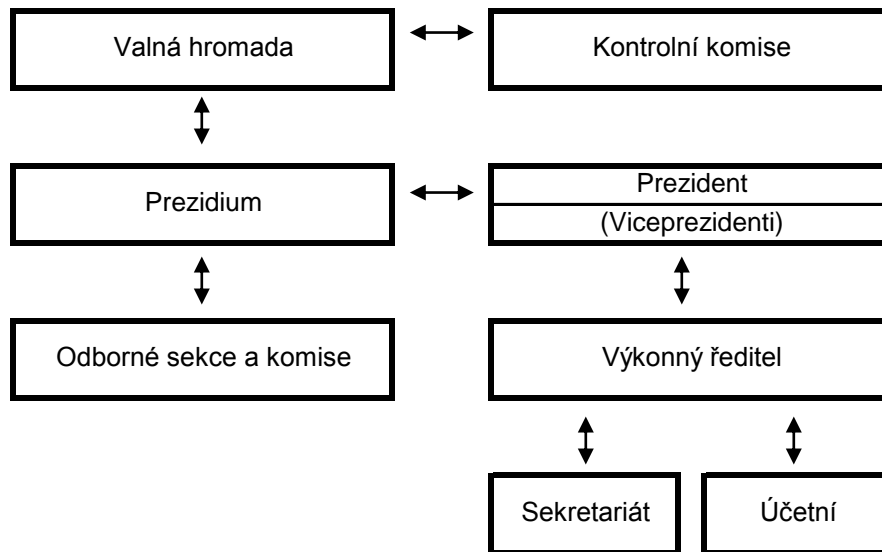 Valná hromada
Kontrolní komise
Prezidium
Prezident
(Viceprezidenti)
Odborné sekce a komise
Výkonný ředitel
Sekretariát
Účetní